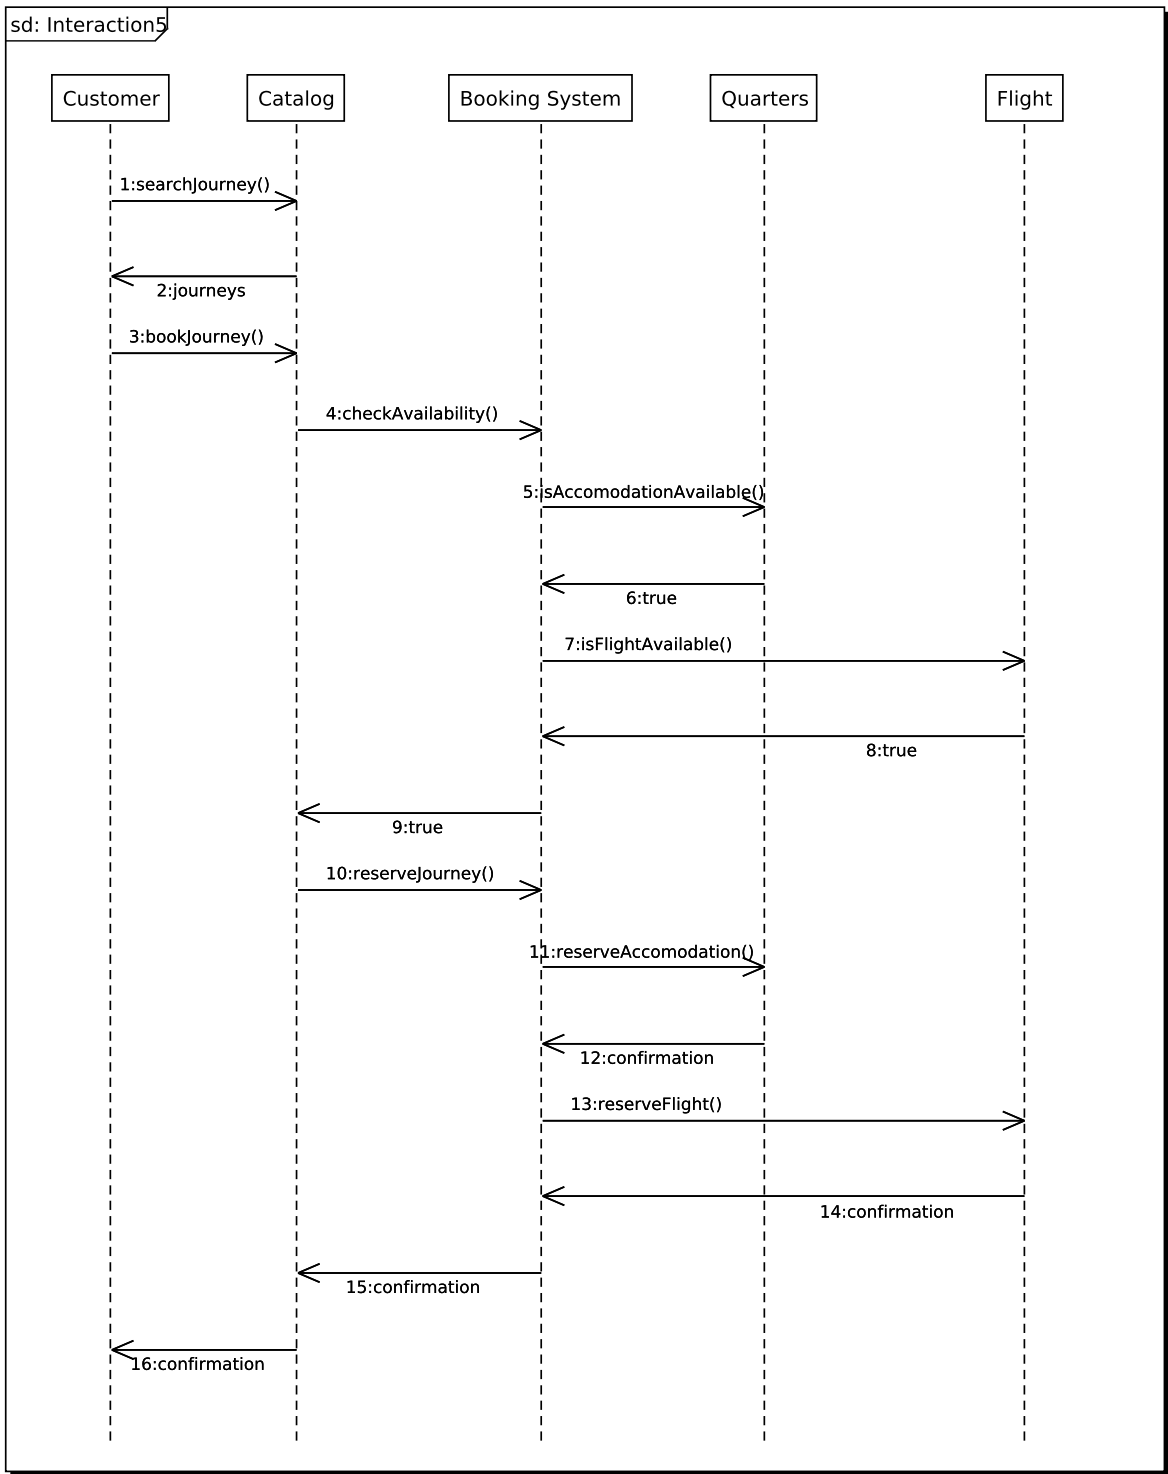 sd: Interaction5
Customer
Catalog
Booking System
Quarters
Flight
1:searchJourney()
2:journeys
3:bookJourney()
4:checkAvailability()
5:isAccomodationAvailable()
6:true
7:isFlightAvailable()
8:true
9:true
10:reserveJourney()
11:reserveAccomodation()
12:confirmation
13:reserveFlight()
14:confirmation
15:confirmation
16:confirmation